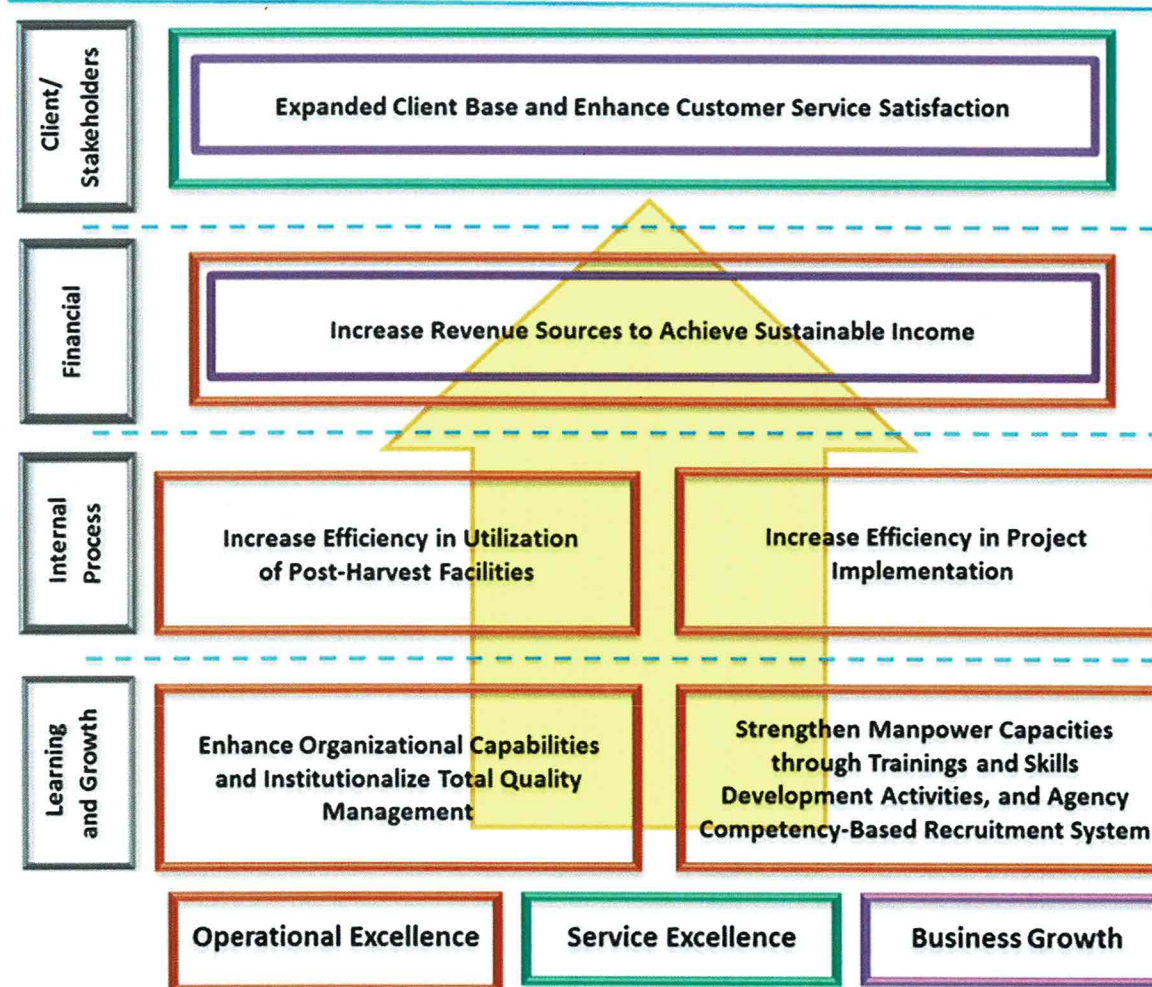 Client/
Stakeholders
Expanded Client Base and Enhance Customer Service Satisfaction
Financial
Increase Revenue Sources to Achieve Sustainable Income
Internal
Process
Increase Efficiency in Utilization
of Post-Harvest Facilities
Increase Efficiency in Project
Implementation
Learning
and Growth
Enhance Organizational Capabilities
and Institutionalize Total Quality
Management
Strengthen Manpower Capacities
through Trainings and Skills
Development Activities, and Agency
Competency-Based Recruitment System
Operational Excellence
Service Excellence
Business Growth